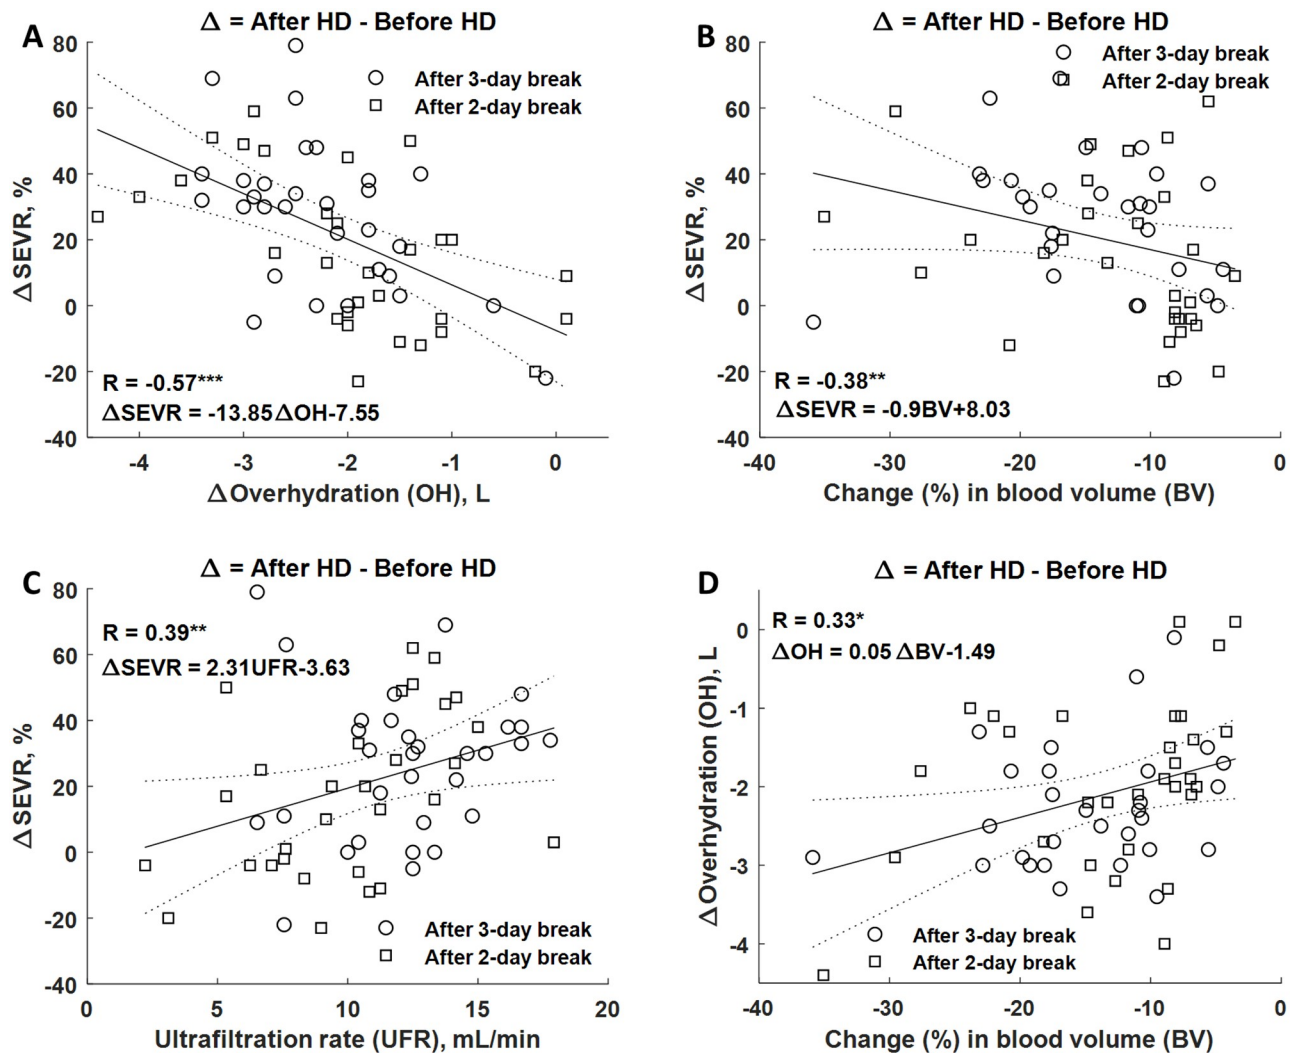 A
Δ = After HD - Before HD
80
60
40
20
0
-20
-40
ΔSEVR, %
After 3-day break
After 2-day break
R = -0.57***
ΔSEVR = -13.85ΔOH-7.55
-4 -3 -2 -1 0
ΔOverhydration (OH), L
B
Δ = After HD - Before HD
80
60
40
20
0
-20
-40
ΔSEVR, %
After 3-day break
After 2-day break
R = -0.38**
ΔSEVR = -0.9BV+8.03
-40 -30 -20 -10 0
Change (%) in blood volume (BV)
C
Δ = After HD - Before HD
80
60
40
20
0
-20
-40
ΔSEVR, %
R = 0.39**
ΔSEVR = 2.31UFR-3.63
After 3-day break
After 2-day break
0 5 10 15 20
Ultrafiltration rate (UFR), mL/min
D
Δ = After HD - Before HD
0
-1
-2
-3
-4
ΔOverhydration (OH), L
R = 0.33*
ΔOH = 0.05 ΔBV-1.49
After 3-day break
After 2-day break
-40 -30 -20 -10 0
Change (%) in blood volume (BV)